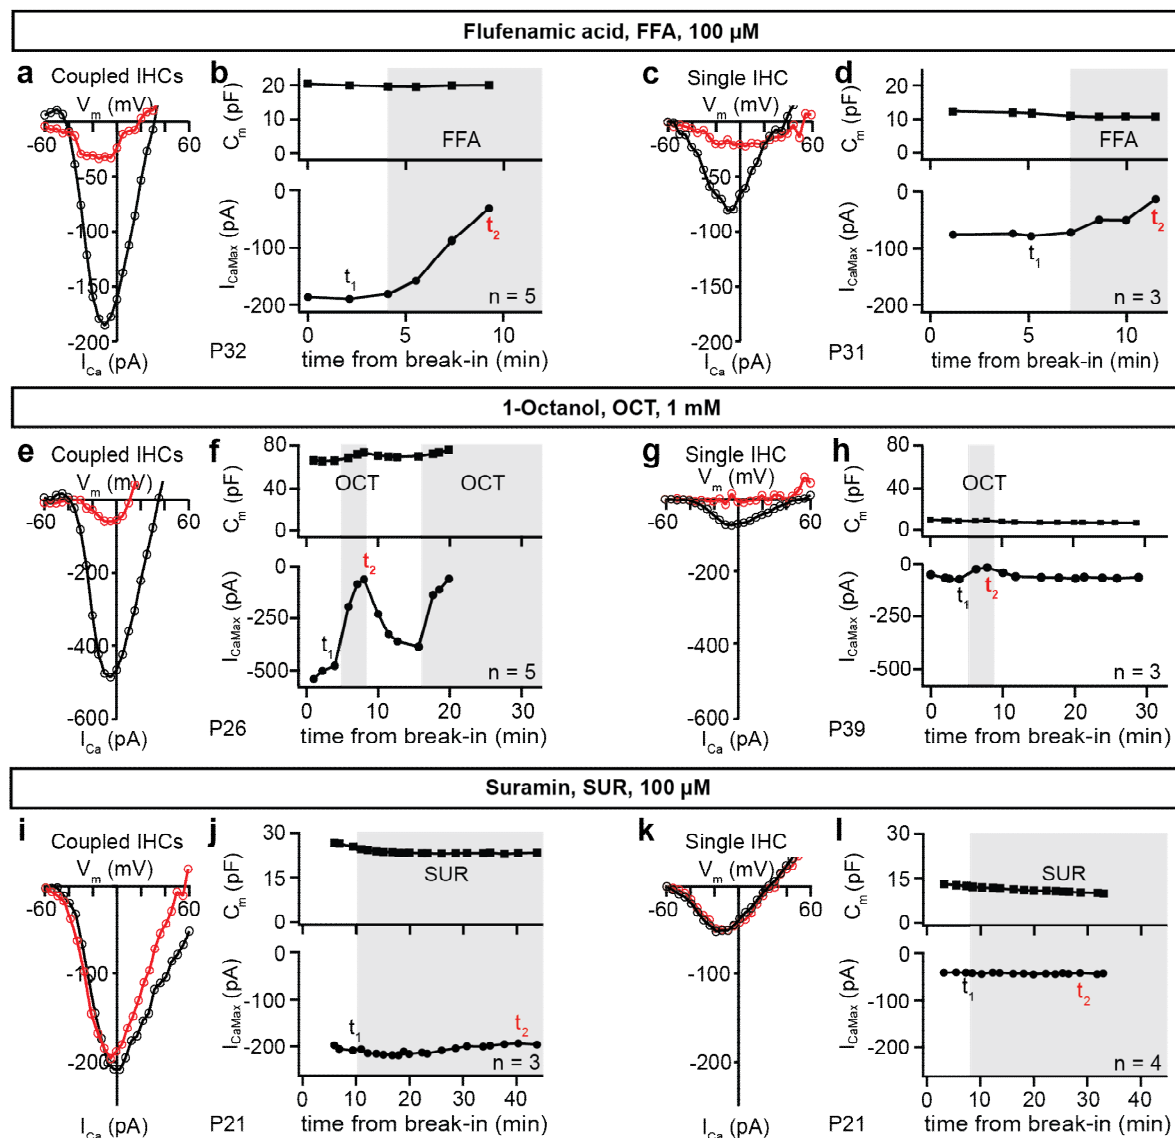 Flufenamic acid, FFA, 100 µM
a Coupled IHCs
V_m (mV)
-60 60
-50
-100
-150
-200
I_Ca (pA)
P32
b
C_m (pF)
20
10
0
FFA
I_CaMax (pA)
0
-100
-200
t_1
t_2
n = 5
0 5 10
time from break-in (min)
c Single IHC
V_m (mV)
-60 60
-50
-100
-150
-200
I_Ca (pA)
P31
d
C_m (pF)
20
10
0
FFA
I_CaMax (pA)
0
-100
-200
t_1
t_2
n = 3
0 5 10
time from break-in (min)
1-Octanol, OCT, 1 mM
e Coupled IHCs
V_m (mV)
-60 60
-200
-400
-600
I_Ca (pA)
P26
f
C_m (pF)
80
40
0
OCT OCT
I_CaMax (pA)
0
-250
-500
t_1
t_2
n = 5
0 10 20 30
time from break-in (min)
g Single IHC
V_m (mV)
-60 60
-200
-400
-600
I_Ca (pA)
P39
h
C_m (pF)
80
40
0
OCT
I_CaMax (pA)
0
-250
-500
t_1
t_2
n = 3
0 10 20 30
time from break-in (min)
Suramin, SUR, 100 µM
i Coupled IHCs
V_m (mV)
-60 60
-100
-200
I_Ca (pA)
P21
j
C_m (pF)
30
15
0
SUR
I_CaMax (pA)
0
-100
-200
t_1
t_2
n = 3
0 10 20 30 40
time from break-in (min)
k Single IHC
V_m (mV)
-60 60
-100
-200
I_Ca (pA)
P21
l
C_m (pF)
30
15
0
SUR
I_CaMax (pA)
0
-100
-200
t_1
t_2
n = 4
0 10 20 30 40
time from break-in (min)